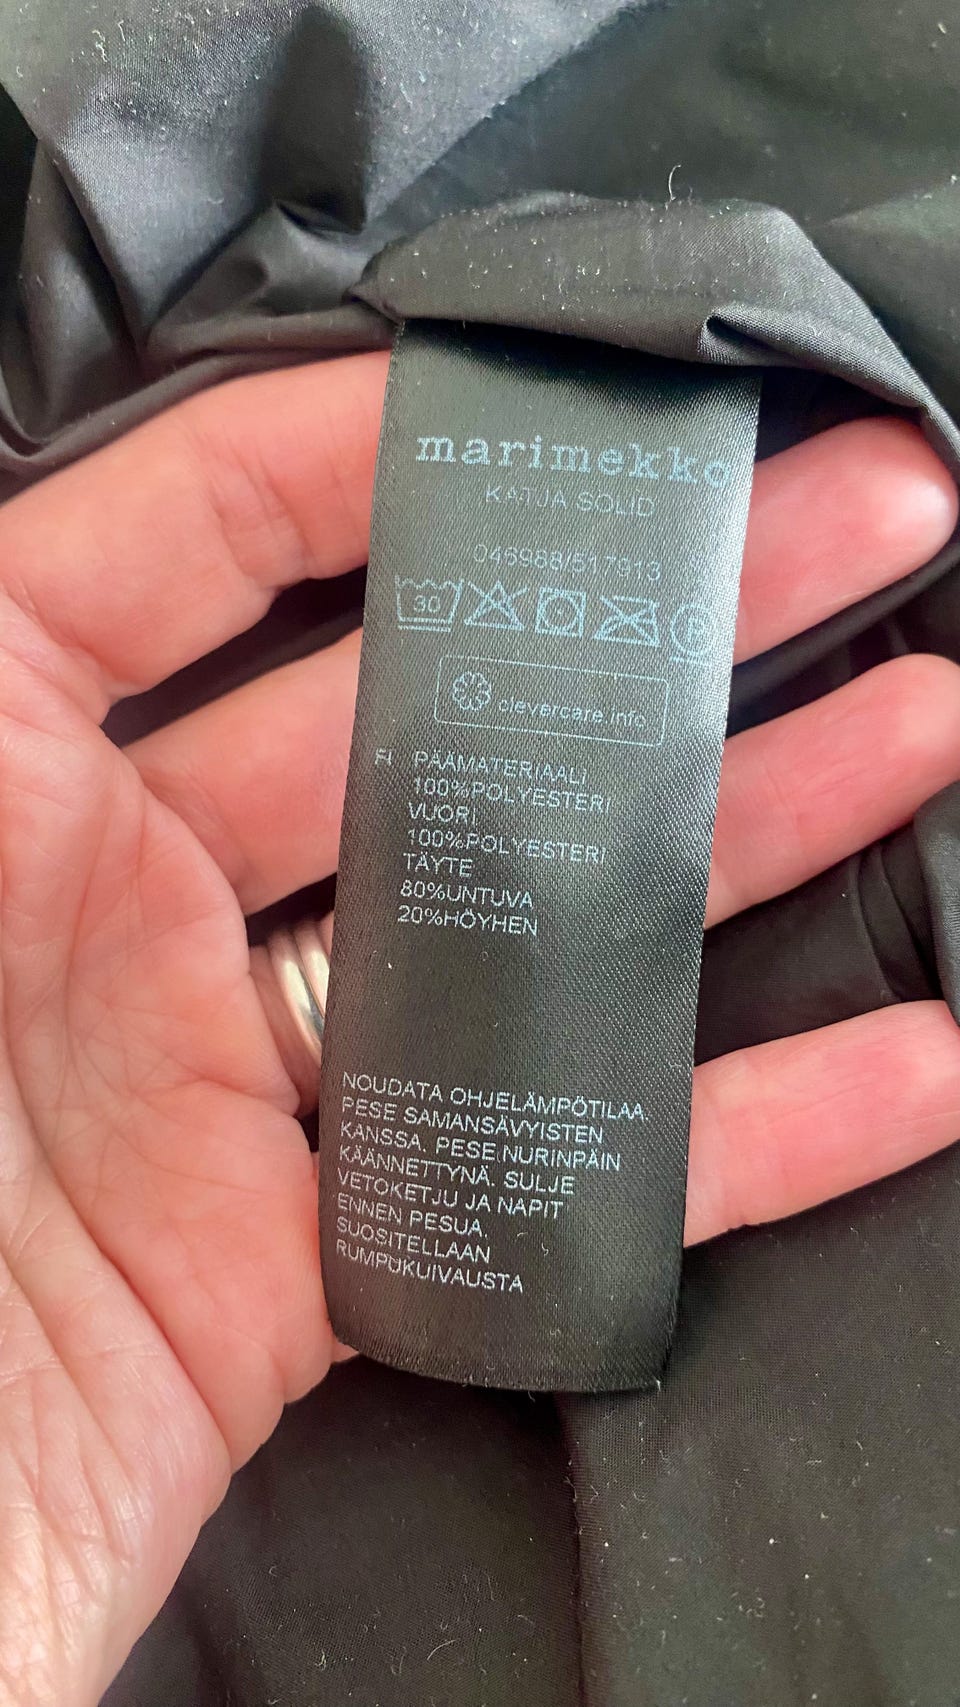 marimekko
KATJA SOLID
046988/517913
30 P
clevercare.info
FI PÄÄMATERIAALI
100%POLYESTERI
VUORI
100%POLYESTERI
TÄYTE
80%UNTUVA
20%HÖYHEN
NOUDATA OHJELÄMPÖTILAA.
PESE SAMANSÄVYISTEN
KANSSA. PESE NURINPÄIN
KÄÄNNETTYNÄ. SULJE
VETOKETJU JA NAPIT
ENNEN PESUA.
SUOSITELLAAN
RUMPUKUIVAUSTA